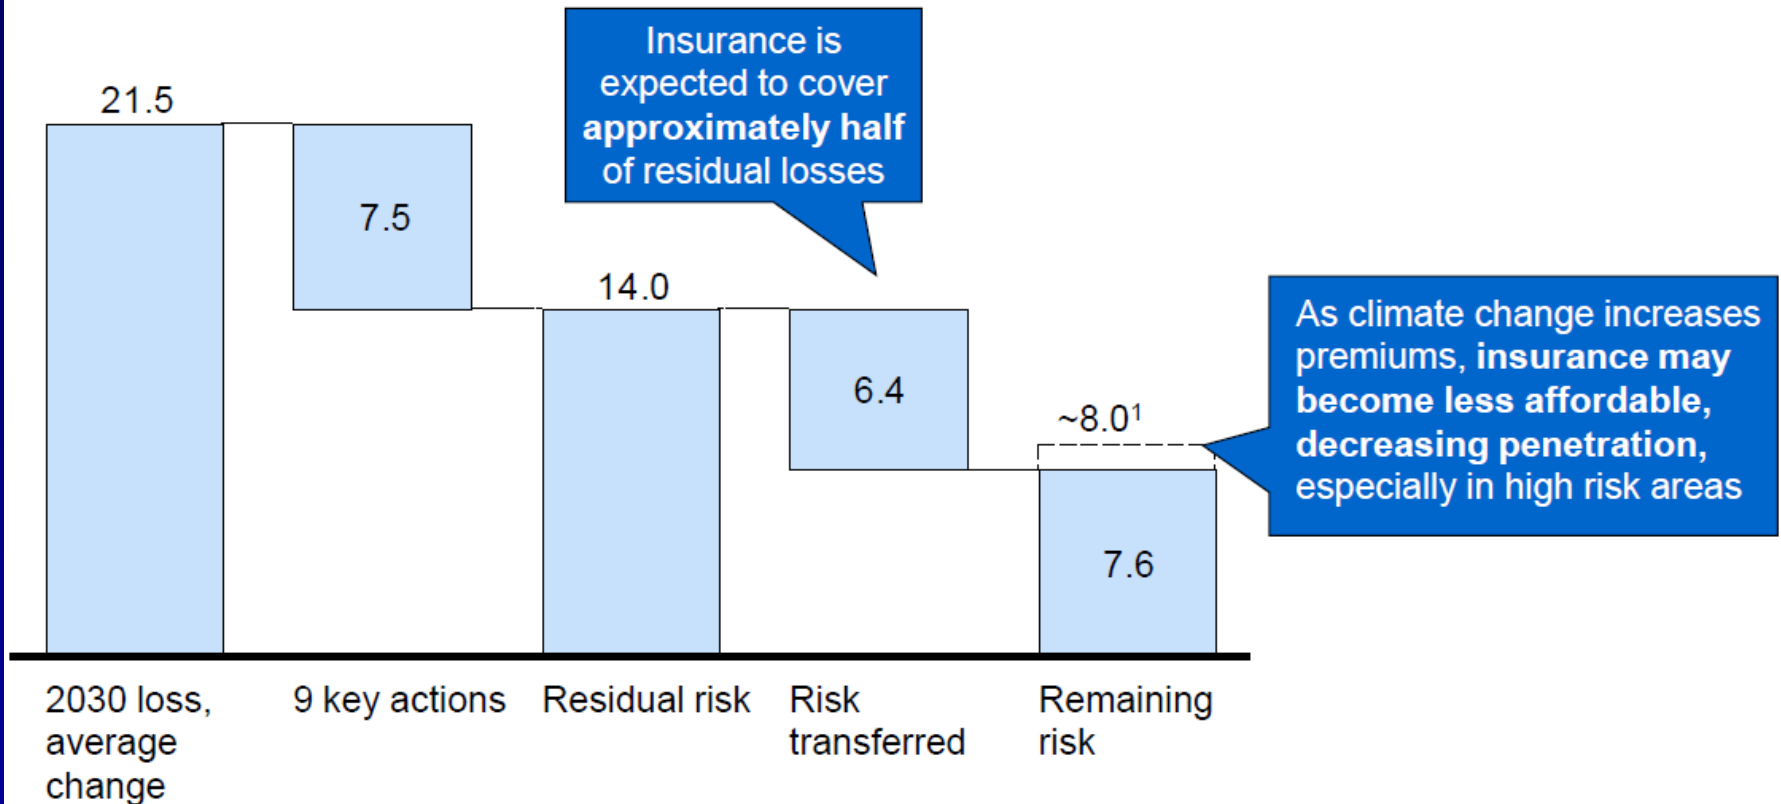 Insurance is
expected to cover
approximately half
of residual losses
21.5
7.5
14.0
6.4
~8.0¹
7.6
As climate change increases
premiums, insurance may
become less affordable,
decreasing penetration,
especially in high risk areas
2030 loss,
average
change
9 key actions
Residual risk
Risk
transferred
Remaining
risk